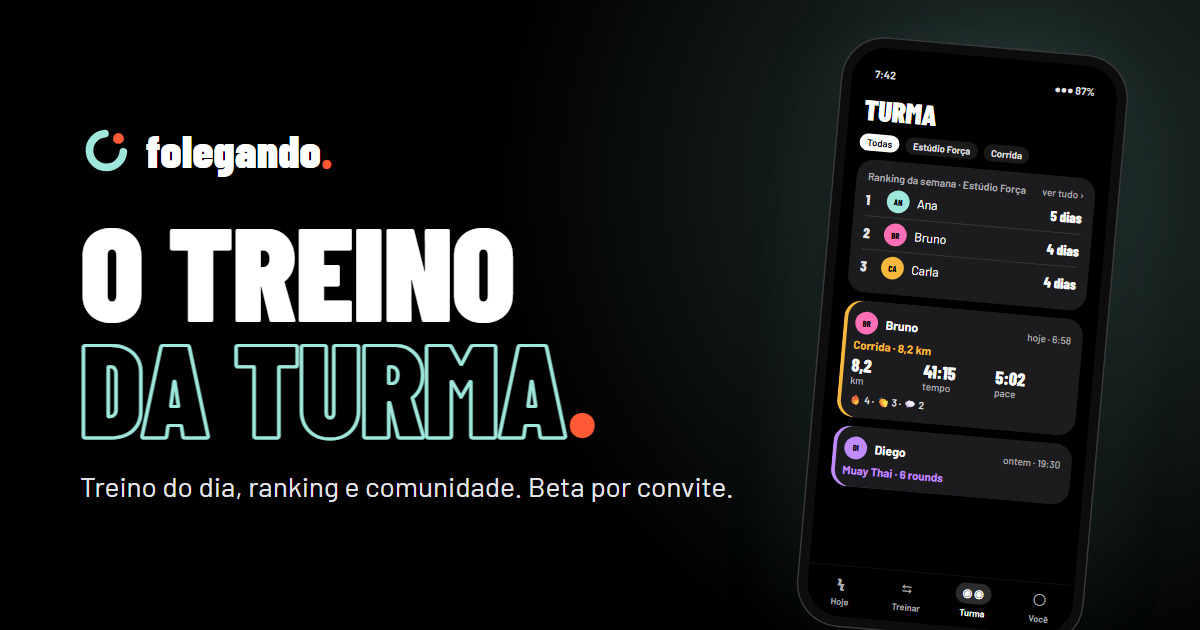 folegando.
O TREINO
DA TURMA.
Treino do dia, ranking e comunidade. Beta por convite.
7:42
87%
TURMA
Todas
Estúdio Força
Corrida
Ranking da semana · Estúdio Força
ver tudo ›
1 AN Ana 5 dias
2 BR Bruno 4 dias
3 CA Carla 4 dias
BR Bruno hoje · 6:58
Corrida · 8,2 km
8,2 41:15 5:02
km tempo pace
🔥 4 · 👏 3 · 💬 2
DI Diego ontem · 19:30
Muay Thai · 6 rounds
Hoje Treinar Turma Você